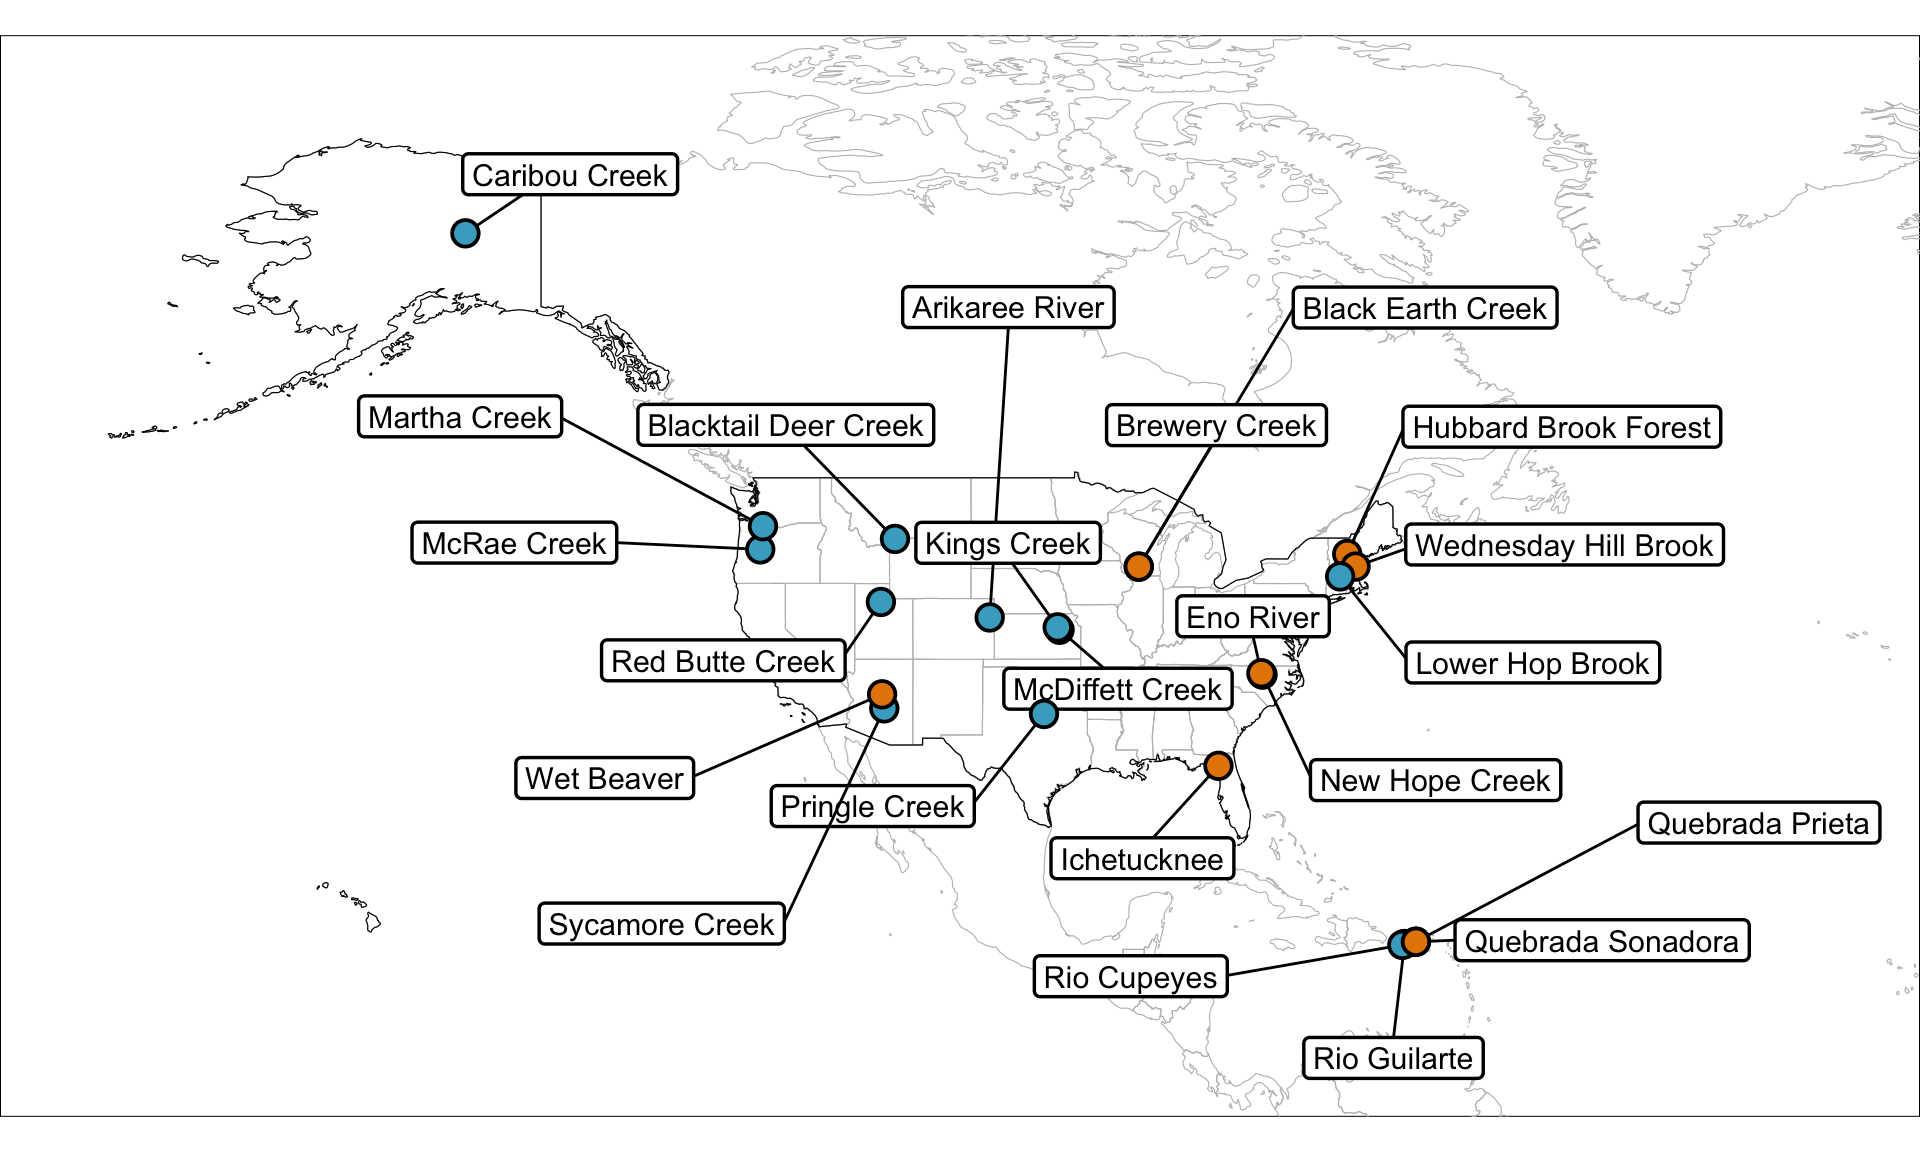 Caribou Creek
Arikaree River
Black Earth Creek
Martha Creek
Blacktail Deer Creek
Brewery Creek
Hubbard Brook Forest
McRae Creek
Kings Creek
Wednesday Hill Brook
Eno River
Red Butte Creek
Lower Hop Brook
McDiffett Creek
Wet Beaver
New Hope Creek
Pringle Creek
Quebrada Prieta
Ichetucknee
Sycamore Creek
Quebrada Sonadora
Rio Cupeyes
Rio Guilarte